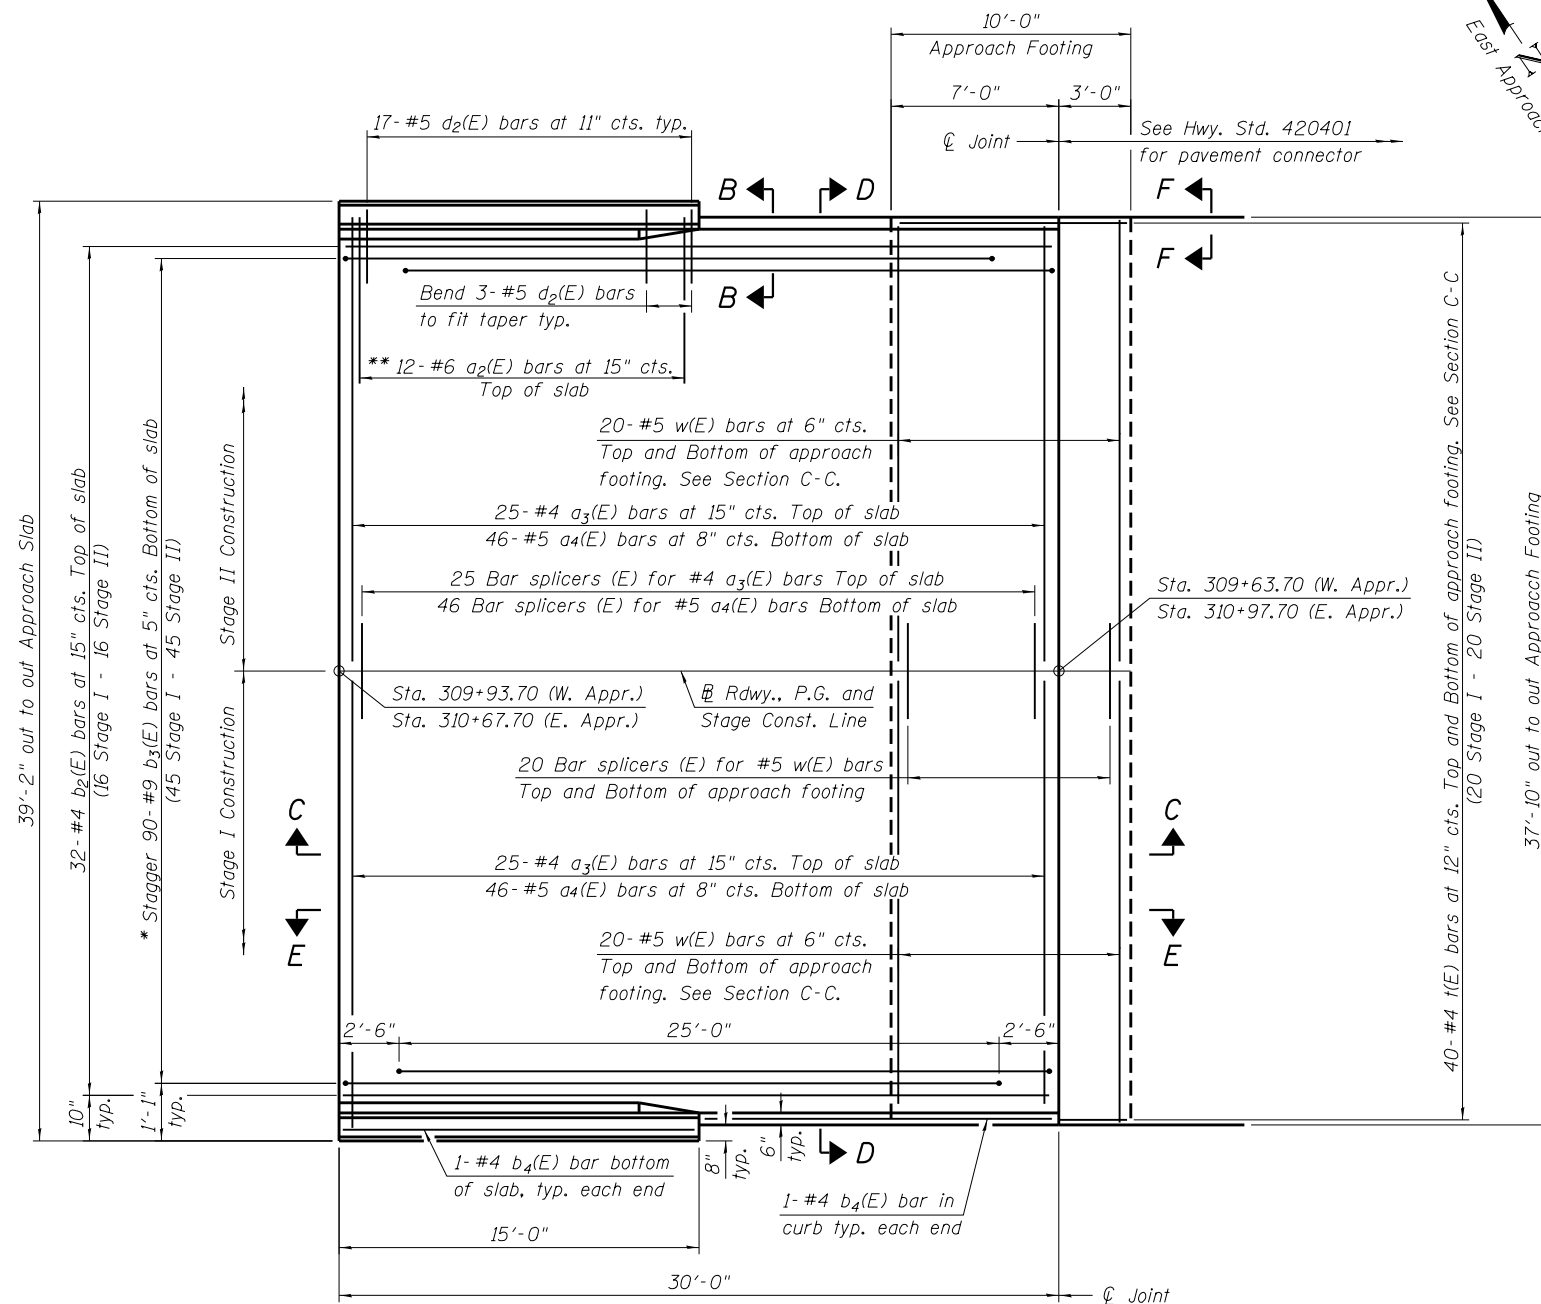 10'-0"
Approach Footing
7'-0"
3'-0"
17-#5 d2(E) bars at 11" cts. typ.
℄ Joint
See Hwy. Std. 420401
for pavement connector
N
East Approach
B
D
F
F
B
Bend 3-#5 d2(E) bars
to fit taper typ.
** 12-#6 a2(E) bars at 15" cts.
Top of slab
20-#5 w(E) bars at 6" cts.
Top and Bottom of approach
footing. See Section C-C.
25-#4 a3(E) bars at 15" cts. Top of slab
46-#5 a4(E) bars at 8" cts. Bottom of slab
25 Bar splicers (E) for #4 a3(E) bars Top of slab
46 Bar splicers (E) for #5 a4(E) bars Bottom of slab
Sta. 309+63.70 (W. Appr.)
Sta. 310+97.70 (E. Appr.)
Sta. 309+93.70 (W. Appr.)
Sta. 310+67.70 (E. Appr.)
℄ Rdwy., P.G. and
Stage Const. Line
20 Bar splicers (E) for #5 w(E) bars
Top and Bottom of approach footing
C
C
25-#4 a3(E) bars at 15" cts. Top of slab
46-#5 a4(E) bars at 8" cts. Bottom of slab
E
E
20-#5 w(E) bars at 6" cts.
Top and Bottom of approach
footing. See Section C-C.
2'-6"
25'-0"
2'-6"
39'-2" out to out Approach Slab
32-#4 b2(E) bars at 15" cts. Top of slab
(16 Stage I - 16 Stage II)
* Stagger 90-#9 b3(E) bars at 5" cts. Bottom of slab
(45 Stage I - 45 Stage II)
Stage II Construction
Stage I Construction
40-#4 t(E) bars at 12" cts. Top and Bottom of approach footing. See Section C-C
(20 Stage I - 20 Stage II)
37'-10" out to out Approach Footing
10"
typ.
1'-1"
typ.
8"
typ.
6"
typ.
D
1-#4 b4(E) bar bottom
of slab, typ. each end
1-#4 b4(E) bar in
curb typ. each end
15'-0"
30'-0"
℄ Joint